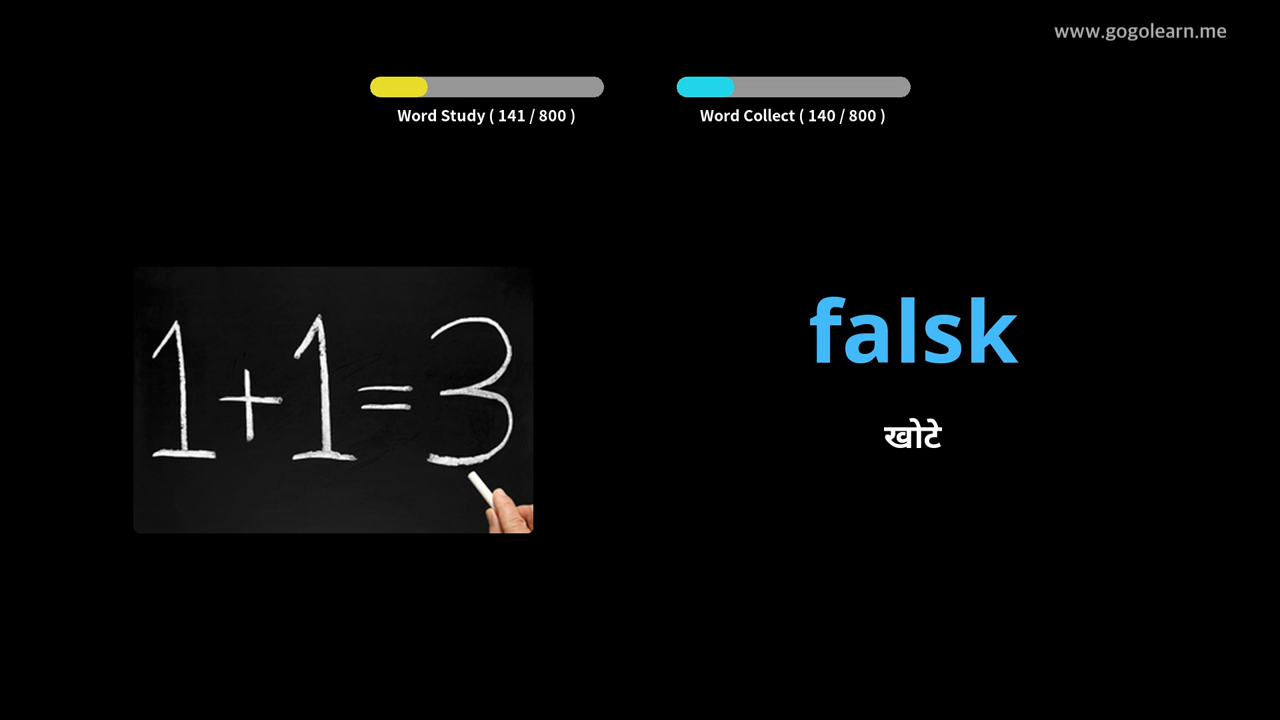 www.gogolearn.me
Word Study ( 141 / 800 )
Word Collect ( 140 / 800 )
1+1=3
falsk
खोटे